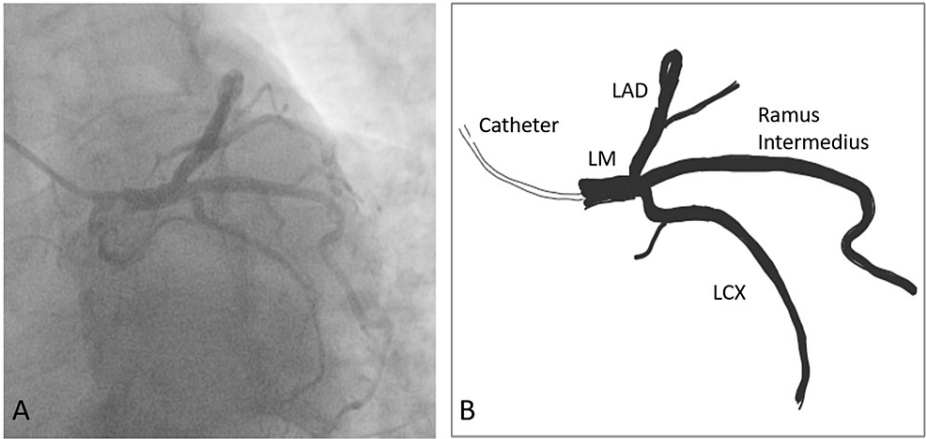 A
Catheter
LAD
LM
Ramus
Intermedius
LCX
B